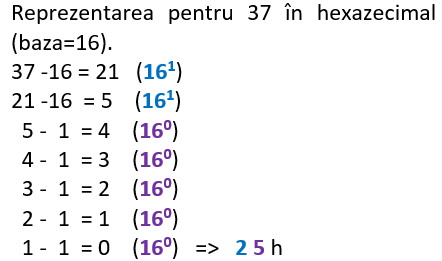 Reprezentarea pentru 37 în hexazecimal
(baza=16).
37 -16 = 21 (16¹)
21 -16 = 5 (16¹)
5 - 1 = 4 (16⁰)
4 - 1 = 3 (16⁰)
3 - 1 = 2 (16⁰)
2 - 1 = 1 (16⁰)
1 - 1 = 0 (16⁰) => 2 5 h